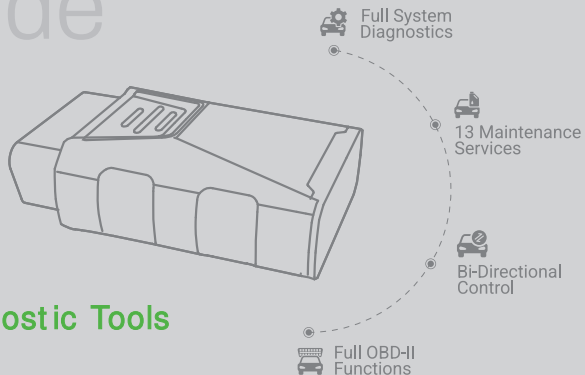 de
Full System
Diagnostics
13 Maintenance
Services
Bi-Directional
Control
ostic Tools
Full OBD-II
Functions